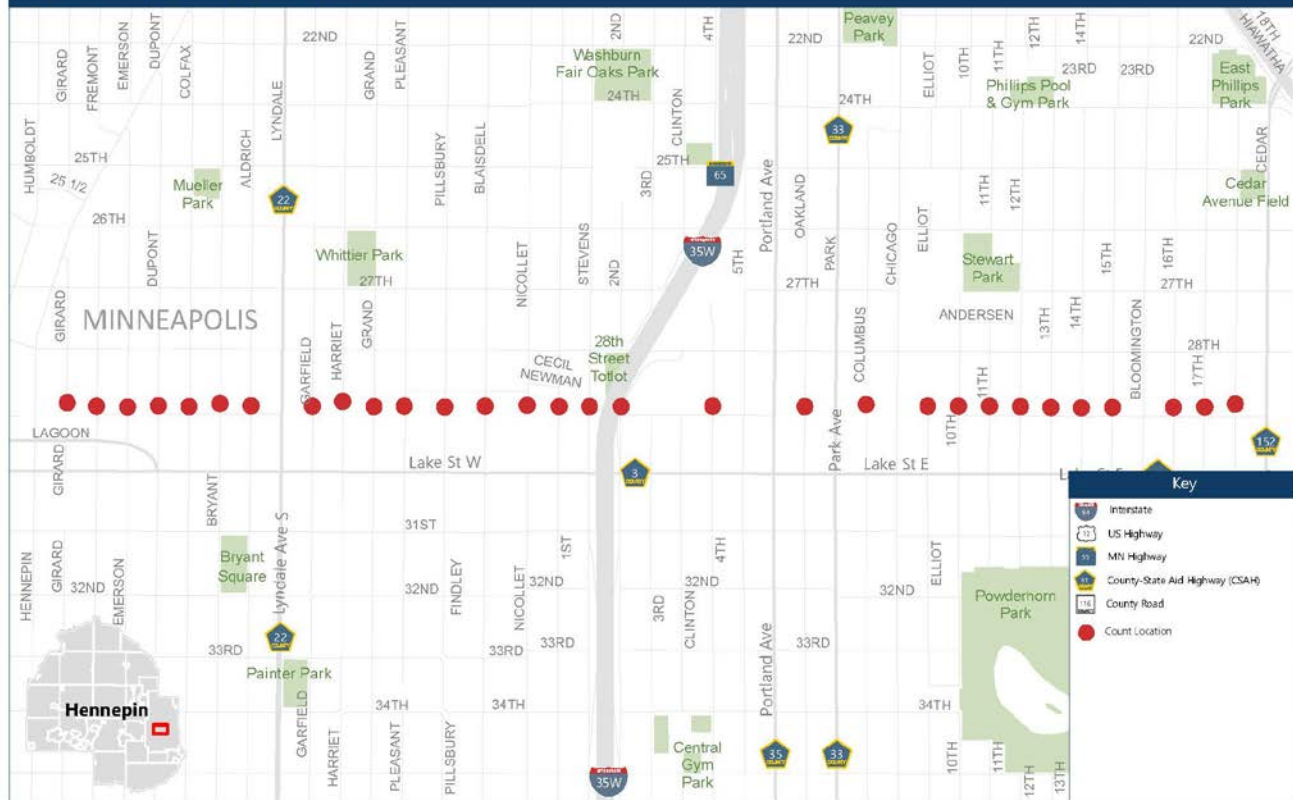 22ND
2ND
4TH
22ND
Peavey
Park
12TH
14TH
22ND
18TH
HIAWATHA
GIRARD
FREMONT
EMERSON
DUPONT
COLFAX
LYNDALE
GRAND
PLEASANT
Washburn
Fair Oaks Park
24TH
CLINTON
ELLIOT
10TH
11TH
23RD
23RD
Phillips Pool
& Gym Park
East
Phillips
Park
24TH
33
COUNTY
HUMBOLDT
25TH
25 1/2
26TH
ALDRICH
Mueller
Park
22
COUNTY
PILLSBURY
BLAISDELL
25TH
3RD
65
Portland Ave
OAKLAND
PARK
11TH
12TH
CEDAR
Cedar
Avenue Field
DUPONT
Whittier Park
27TH
NICOLLET
STEVENS
2ND
35W
5TH
27TH
CHICAGO
ELLIOT
Stewart
Park
15TH
16TH
27TH
GIRARD
MINNEAPOLIS
GARFIELD
HARRIET
GRAND
CECIL
NEWMAN
28th
Street
Totlot
COLUMBUS
ANDERSEN
11TH
13TH
14TH
BLOOMINGTON
28TH
17TH
LAGOON
GIRARD
Lake St W
3
COUNTY
Park Ave
Lake St E
10TH
152
COUNTY
BRYANT
Lyndale Ave S
31ST
1ST
4TH
HENNEPIN
GIRARD
32ND
EMERSON
Bryant
Square
32ND
FINDLEY
NICOLLET
32ND
3RD
32ND
CLINTON
32ND
ELLIOT
Powderhorn
Park
33RD
22
COUNTY
33RD
33RD
33RD
Painter Park
GARFIELD
HARRIET
34TH
PLEASANT
PILLSBURY
34TH
Central
Gym
Park
Portland Ave
34TH
10TH
11TH
12TH
13TH
35W
35
COUNTY
33
COUNTY
Hennepin
Key
Interstate
US Highway
MN Highway
County-State Aid Highway (CSAH)
County Road
Count Location